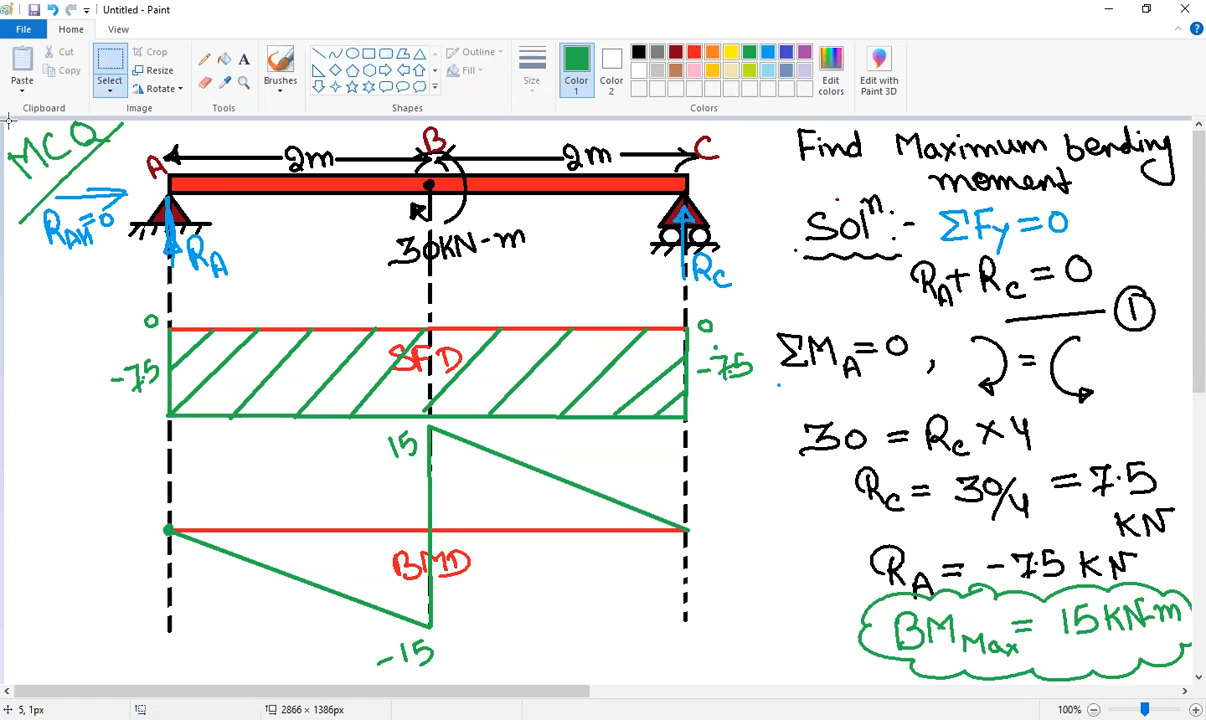 Untitled - Paint
File
Home
View
Paste
Clipboard
Cut
Copy
Select
Crop
Resize
Rotate
Image
A
Tools
Brushes
Shapes
Outline
Fill
Size
Color 1
Color 2
Colors
Edit colors
Edit with Paint 3D
MCQ
A
2m
B
2m
C
RAH=0
RA
30KN-m
RC
0
-7.5
SFD
0
-7.5
15
BMD
-15
Find Maximum bending
moment
Solⁿ:- ΣFy=0
RA+RC=0
1
ΣMA=0, =
30 = RC×4
RC= 30/4 =7.5
KN
RA= -7.5 KN
BMMax= 15KN-m
5, 1px
2866 × 1386px
100%